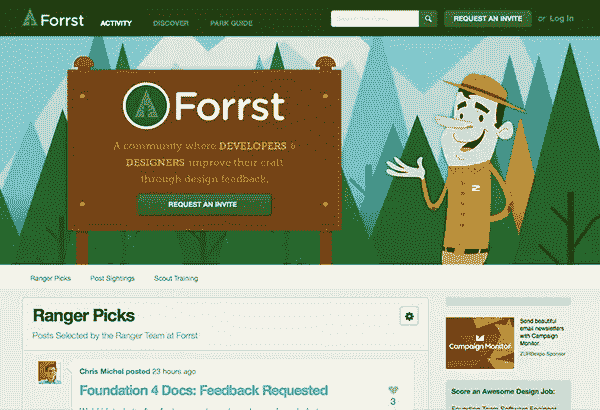 Forrst ACTIVITY DISCOVER PARK GUIDE REQUEST AN INVITE or Log In
Forrst
A community where DEVELOPERS &
DESIGNERS improve their craft
through design feedback.
REQUEST AN INVITE
Ranger Picks Post Sightings Scout Training
Ranger Picks
Posts Selected by the Ranger Team at Forrst
Chris Michel posted 23 hours ago
Foundation 4 Docs: Feedback Requested
3
Campaign Monitor
Send beautiful
email newsletters
with Campaign
Monitor.
Sponsor
Score an Awesome Design Job: